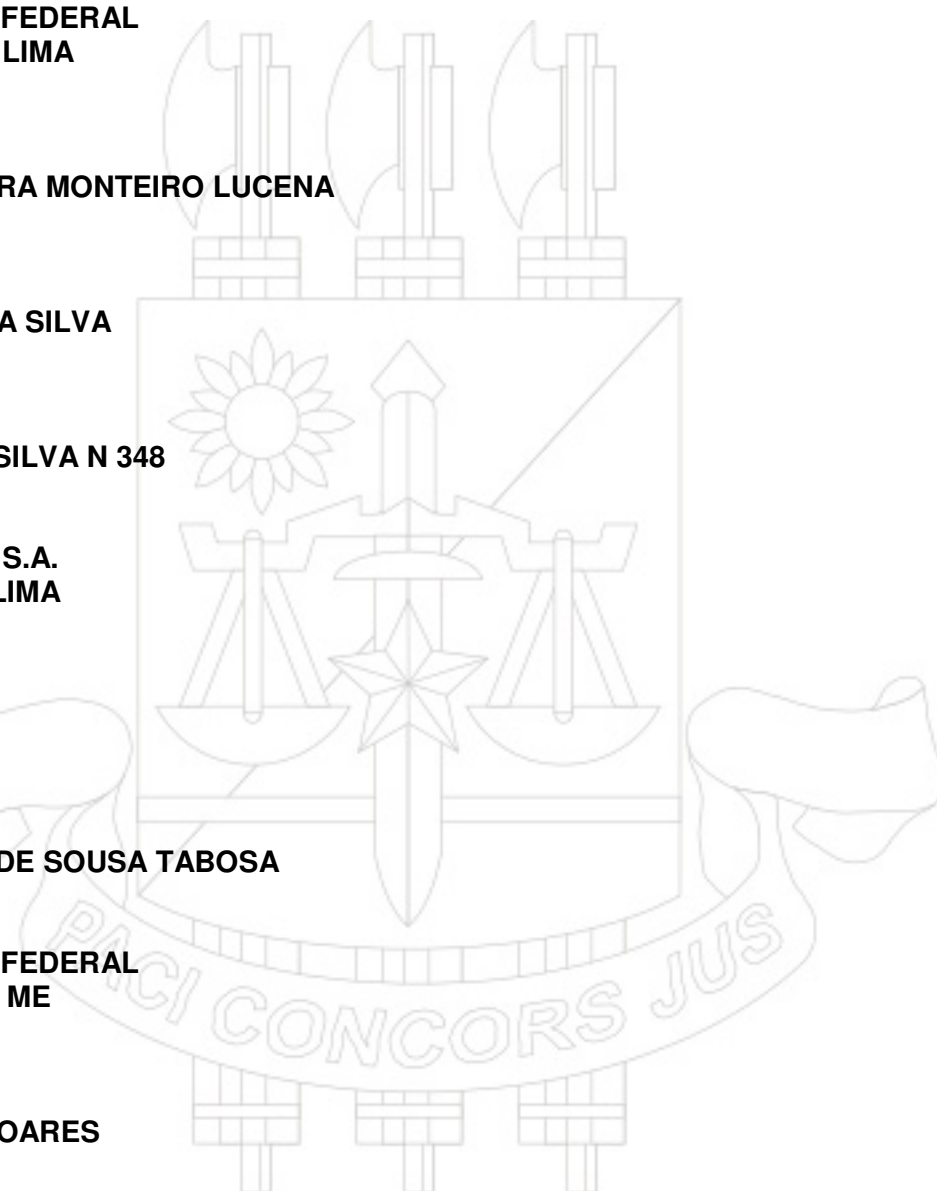 FEDERAL
LIMA
RA MONTEIRO LUCENA
A SILVA
SILVA N 348
S.A.
LIMA
DE SOUSA TABOSA
FEDERAL
ME
OARES
PACI CONCORS JUS